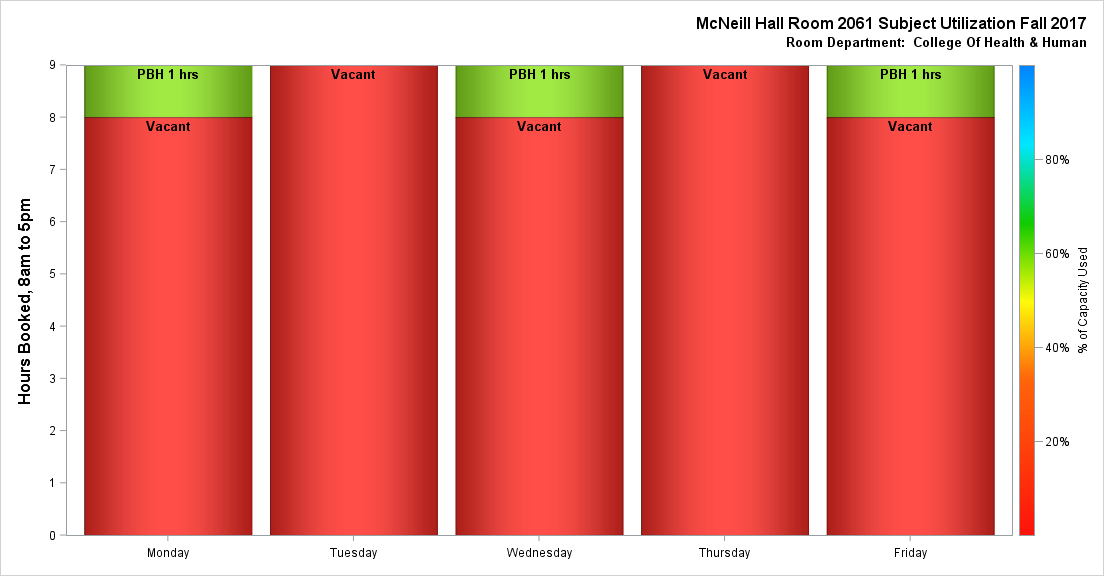 McNeill Hall Room 2061 Subject Utilization Fall 2017
Room Department:  College Of Health & Human
Hours Booked, 8am to 5pm
9
8
7
6
5
4
3
2
1
0
PBH 1 hrs
Vacant
Vacant
PBH 1 hrs
Vacant
Vacant
PBH 1 hrs
Vacant
Monday
Tuesday
Wednesday
Thursday
Friday
80%
60%
40%
20%
% of Capacity Used